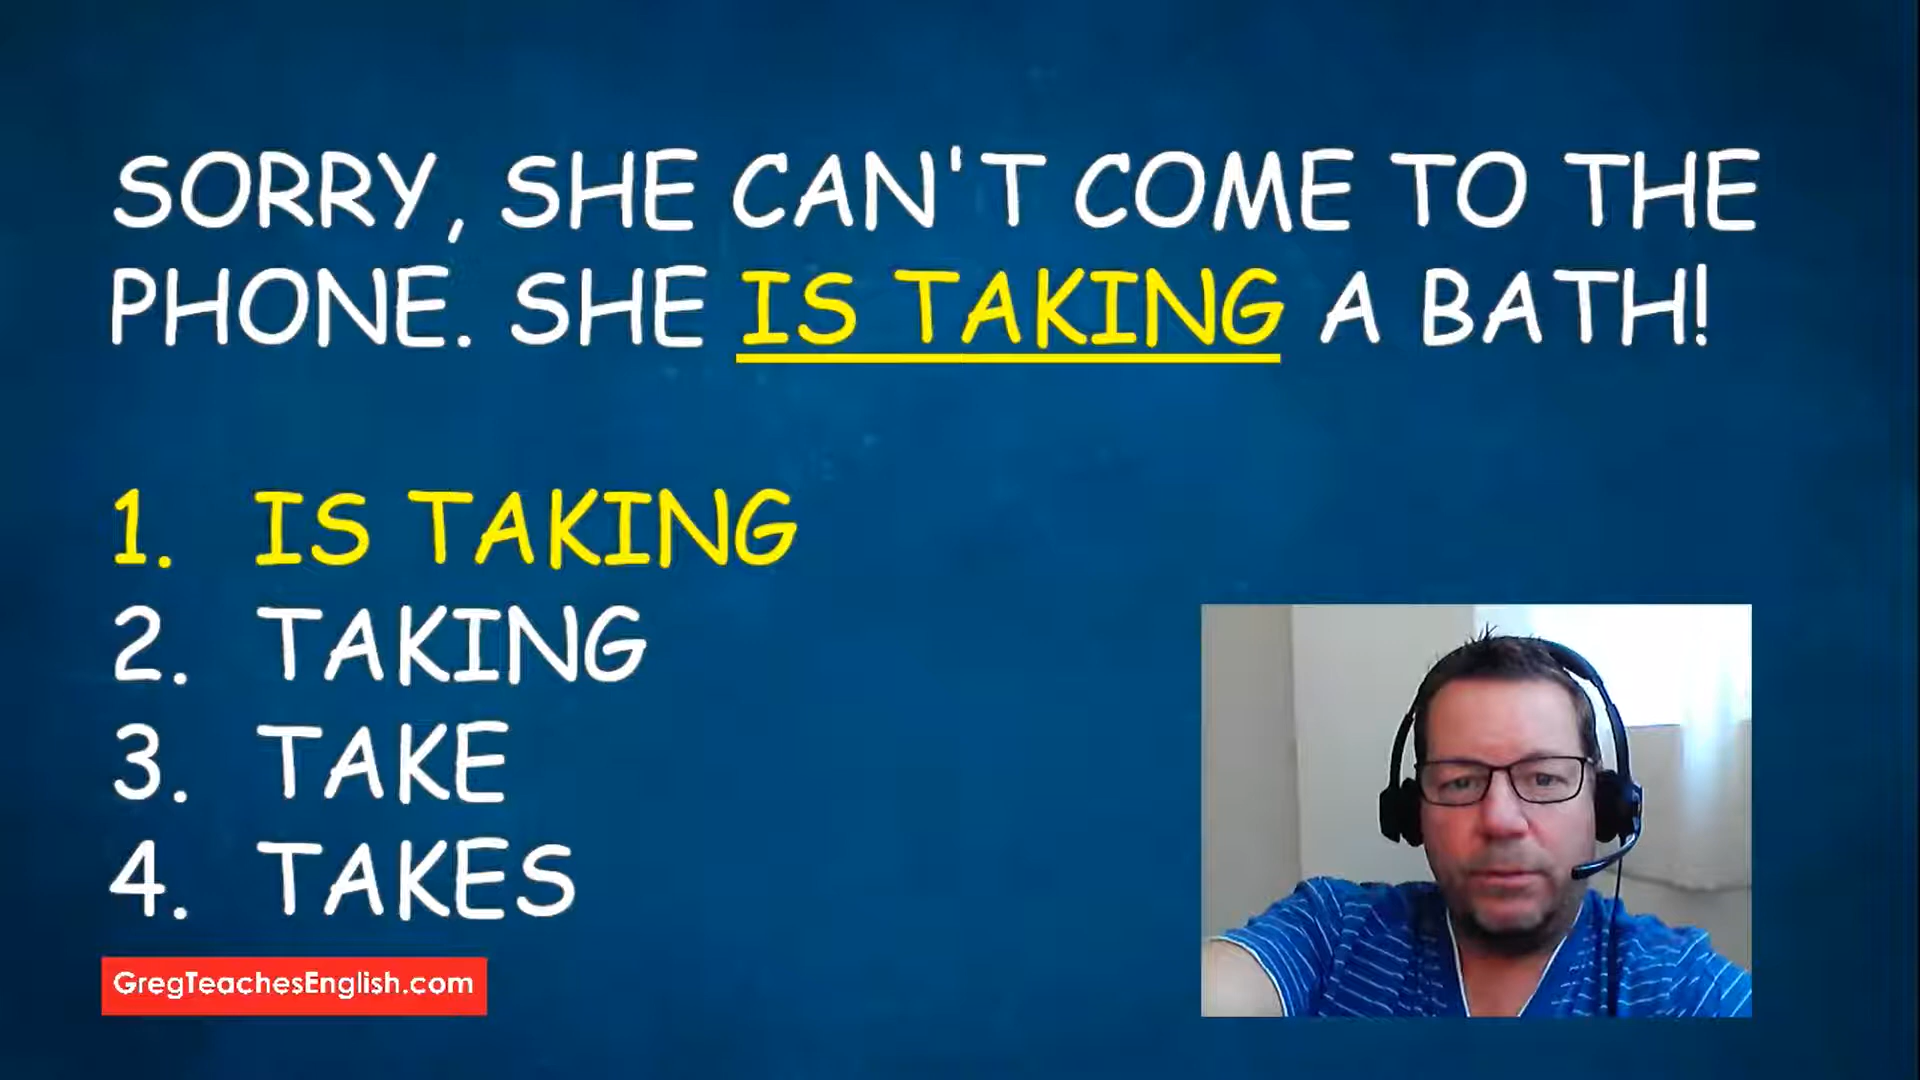 SORRY, SHE CAN'T COME TO THE
PHONE. SHE IS TAKING A BATH!
1. IS TAKING
2. TAKING
3. TAKE
4. TAKES
GregTeachesEnglish.com